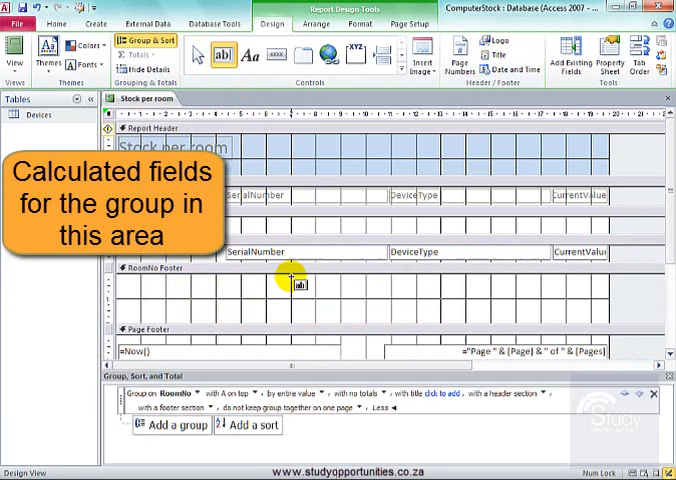 Report Design Tools
ComputerStock : Database (Access 2007 - ...
File
Home
Create
External Data
Database Tools
Design
Arrange
Format
Page Setup
View
Themes
Colors
Fonts
Group & Sort
Σ Totals
Hide Details
ab|
Aa
XYZ
Insert
Image
Page
Numbers
Logo
Title
Date and Time
Add Existing
Fields
Property
Sheet
Tab
Order
Views
Themes
Grouping & Totals
Controls
Header / Footer
Tools
Tables
Devices
Stock per room
Report Header
Stock per room
Calculated fields
for the group in
this area
SerialNumber
DeviceType
CurrentValue
SerialNumber
DeviceType
CurrentValue
RoomNo Footer
ab|
Page Footer
=Now()
="Page " & [Page] & " of " & [Pages]
Group, Sort, and Total
Group on RoomNo with A on top , by entire value , with no totals , with title click to add , with a header section ,
with a footer section , do not keep group together on one page , Less
Add a group
Add a sort
Study
Design View
www.studyopportunities.co.za
Num Lock